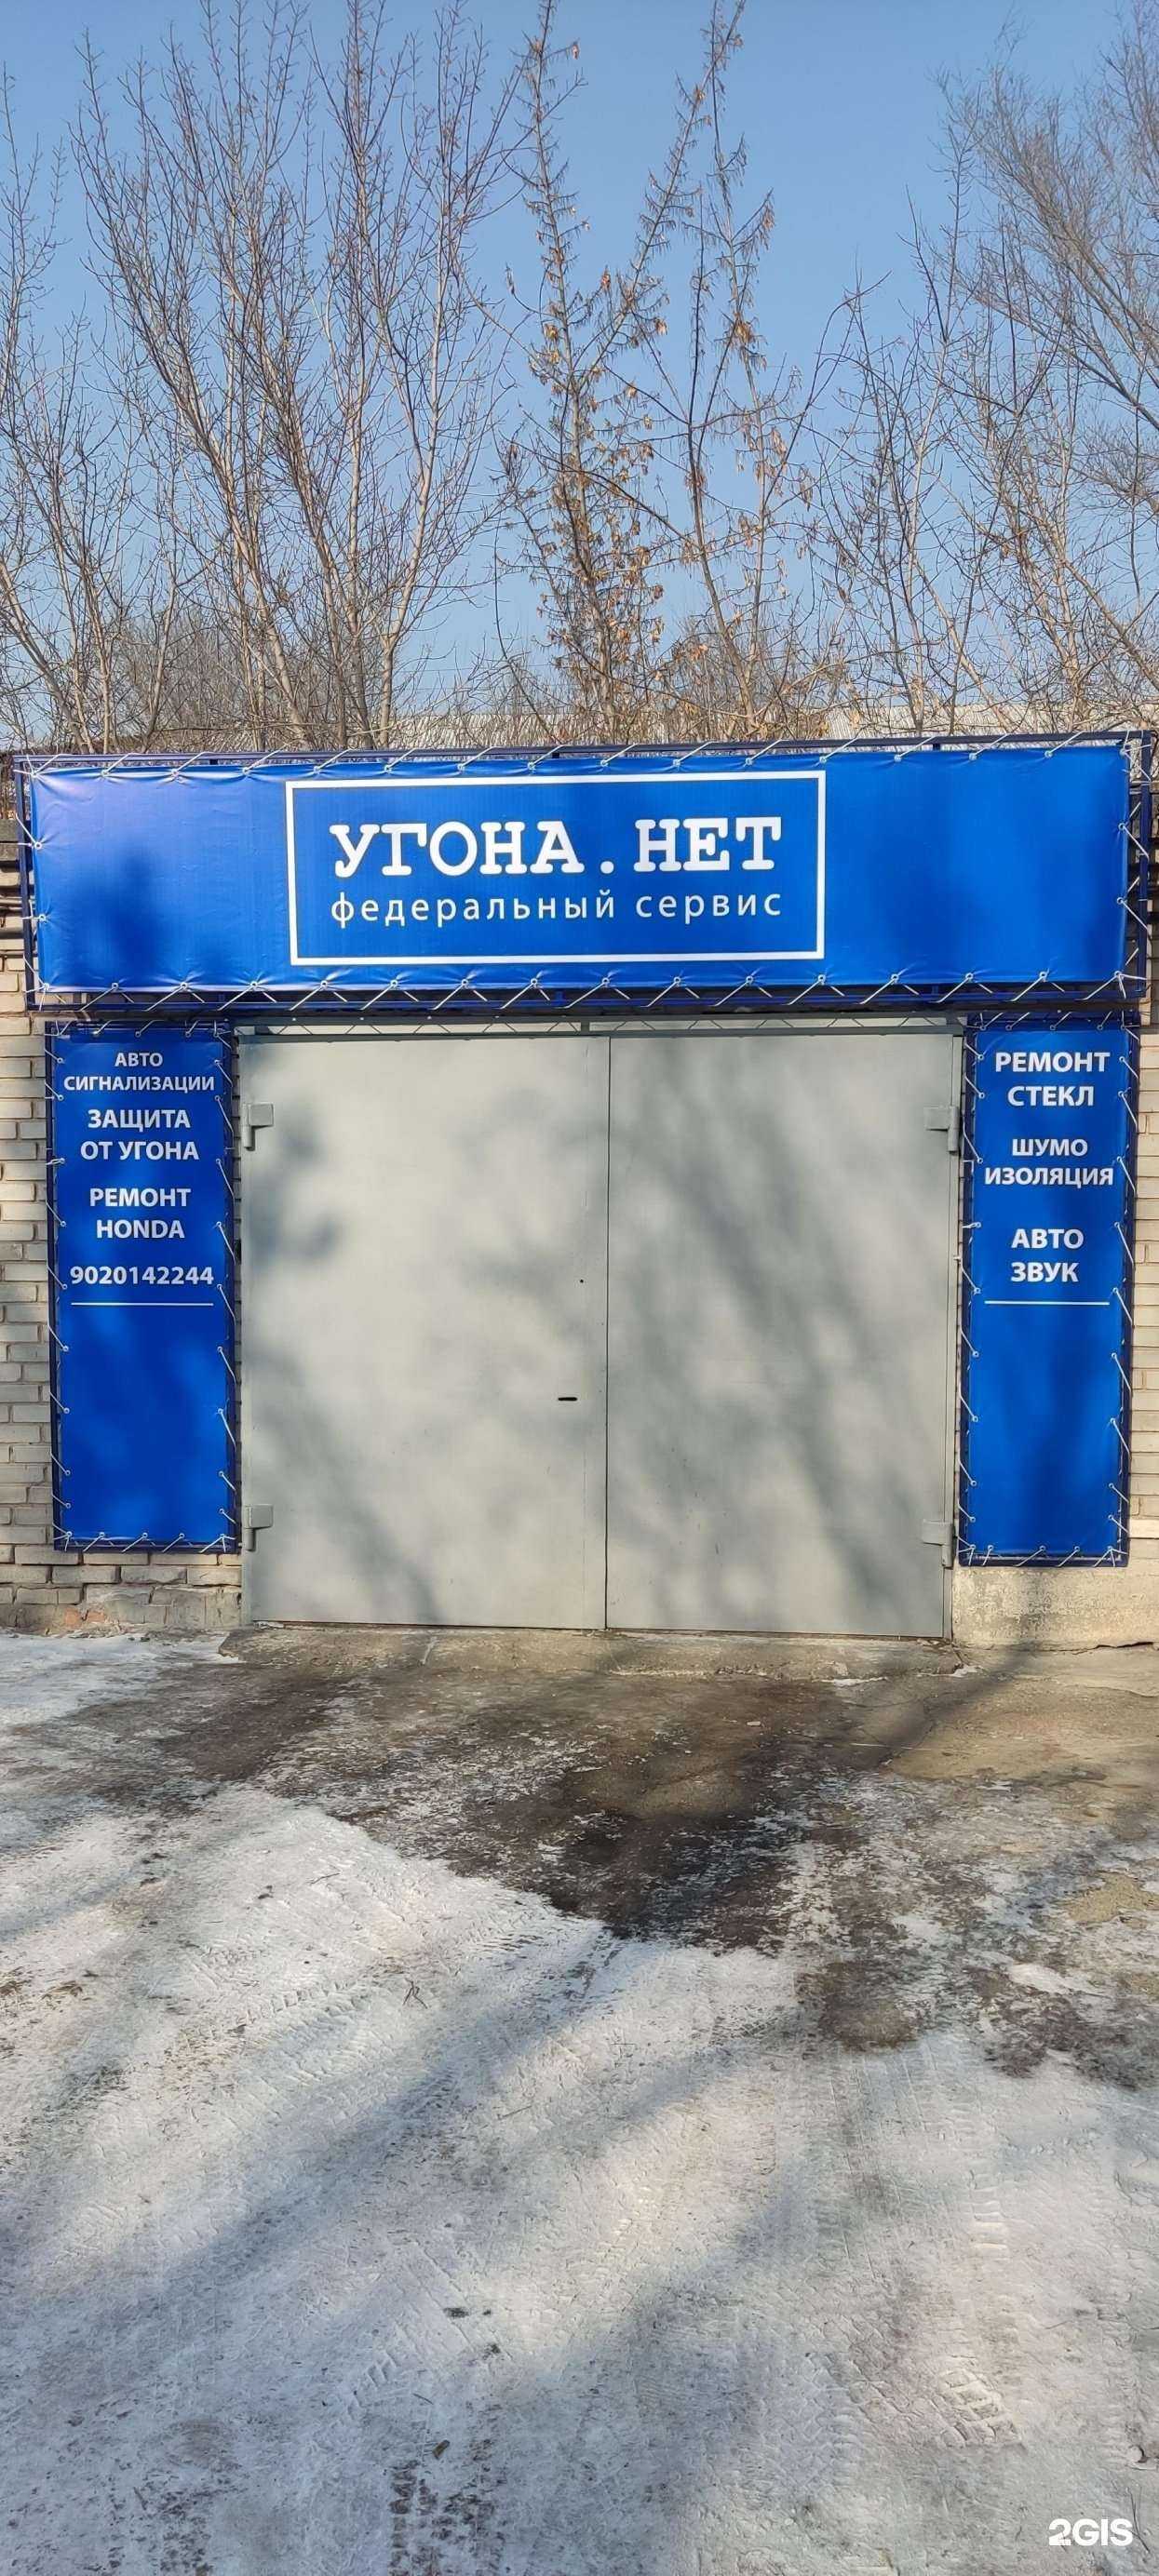 УГОНА.НЕТ
федеральный сервис
АВТО
СИГНАЛИЗАЦИИ
ЗАЩИТА
ОТ УГОНА
РЕМОНТ
HONDA
9020142244
РЕМОНТ
СТЕКЛ
ШУМО
ИЗОЛЯЦИЯ
АВТО
ЗВУК
2GIS